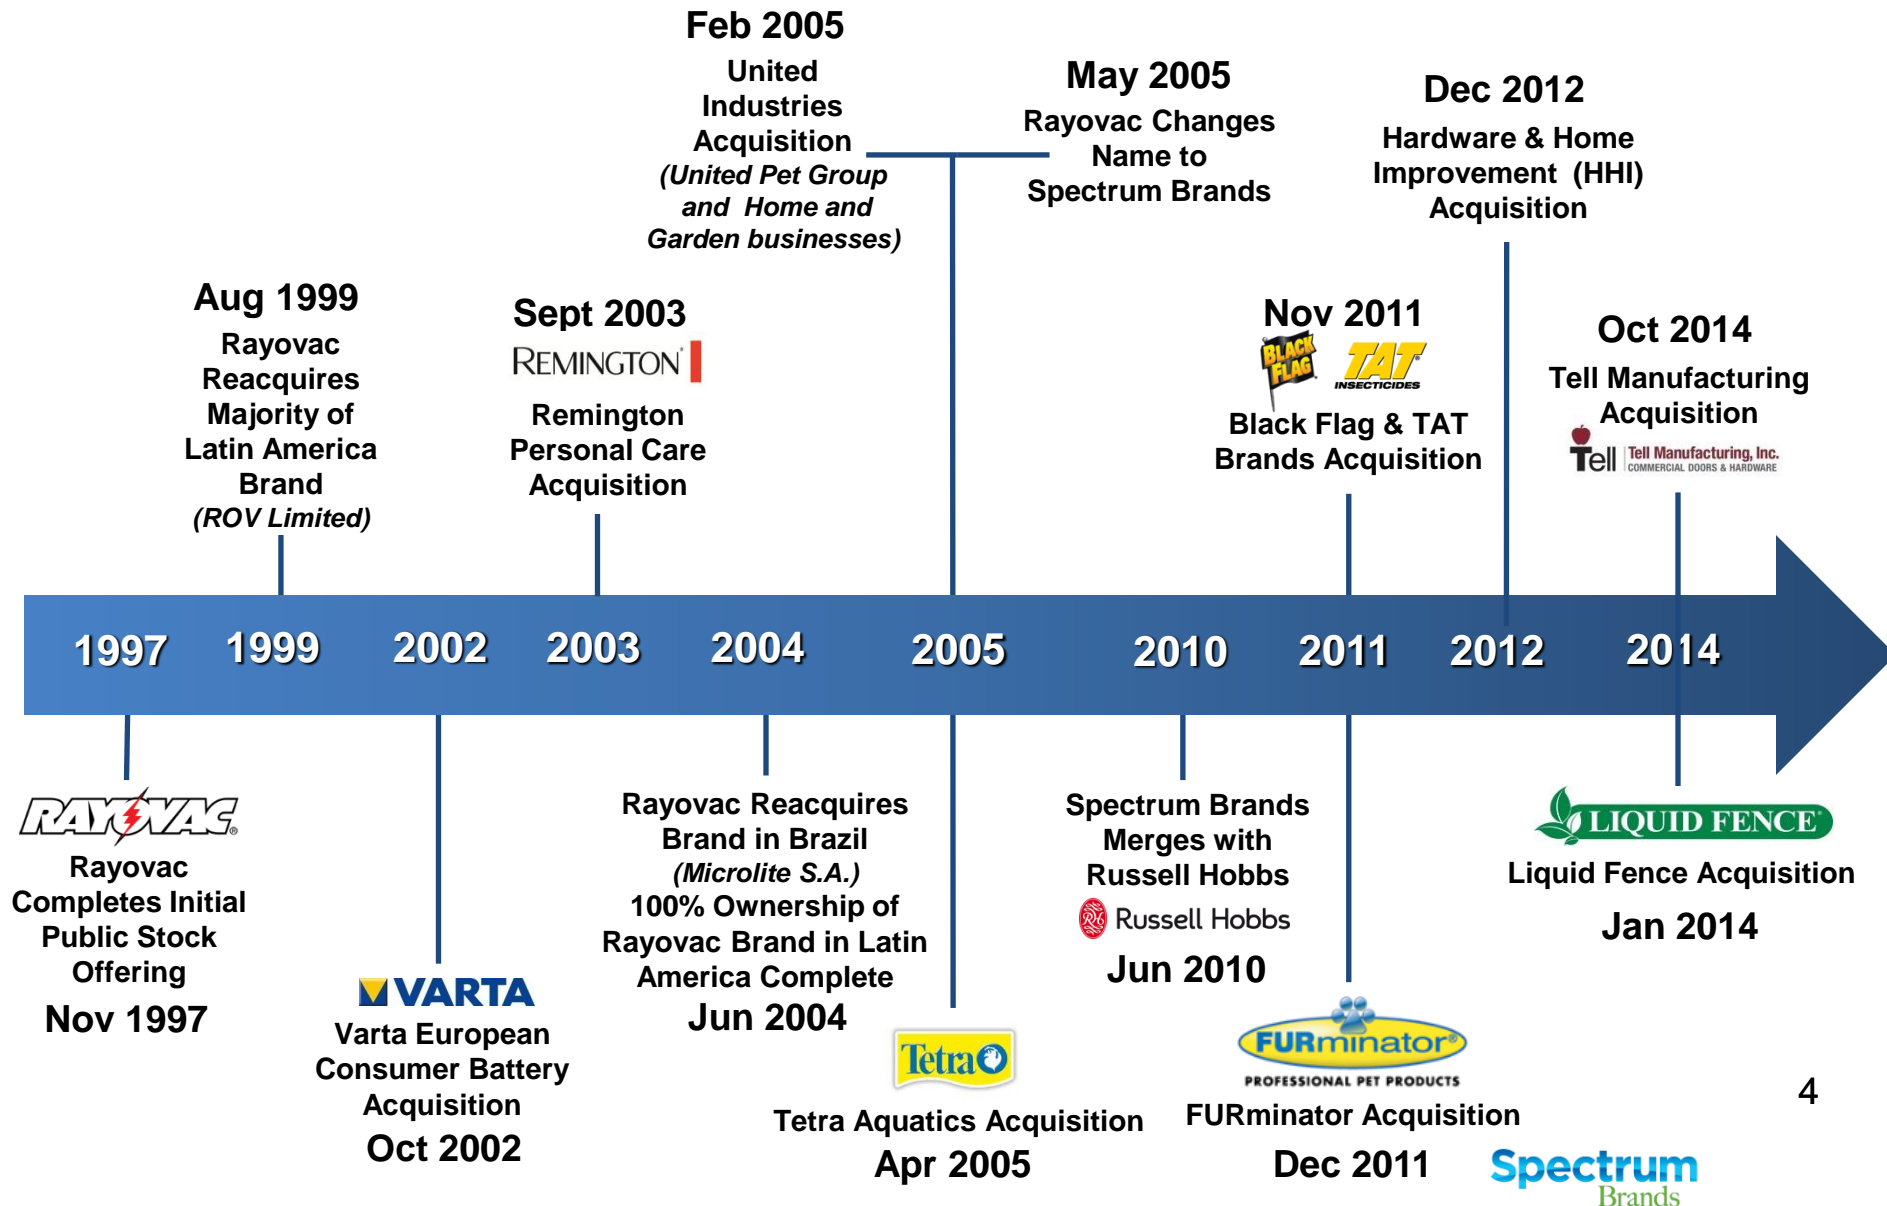 Feb 2005
United
Industries
Acquisition
(United Pet Group
and Home and
Garden businesses)
May 2005
Rayovac Changes
Name to
Spectrum Brands
Dec 2012
Hardware & Home
Improvement (HHI)
Acquisition
Aug 1999
Rayovac
Reacquires
Majority of
Latin America
Brand
(ROV Limited)
Sept 2003
REMINGTON
Remington
Personal Care
Acquisition
Nov 2011
BLACK
FLAG
TAT
INSECTICIDES
Black Flag & TAT
Brands Acquisition
Oct 2014
Tell Manufacturing
Acquisition
Tell
Tell Manufacturing, Inc.
COMMERCIAL DOORS & HARDWARE
1997 1999 2002 2003 2004 2005 2010 2011 2012 2014
RAYOVAC®
Rayovac
Completes Initial
Public Stock
Offering
Nov 1997
VARTA
Varta European
Consumer Battery
Acquisition
Oct 2002
Rayovac Reacquires
Brand in Brazil
(Microlite S.A.)
100% Ownership of
Rayovac Brand in Latin
America Complete
Jun 2004
Tetra
Tetra Aquatics Acquisition
Apr 2005
Spectrum Brands
Merges with
Russell Hobbs
RH Russell Hobbs
Jun 2010
FURminator®
PROFESSIONAL PET PRODUCTS
FURminator Acquisition
Dec 2011
LIQUID FENCE®
Liquid Fence Acquisition
Jan 2014
4
Spectrum
Brands